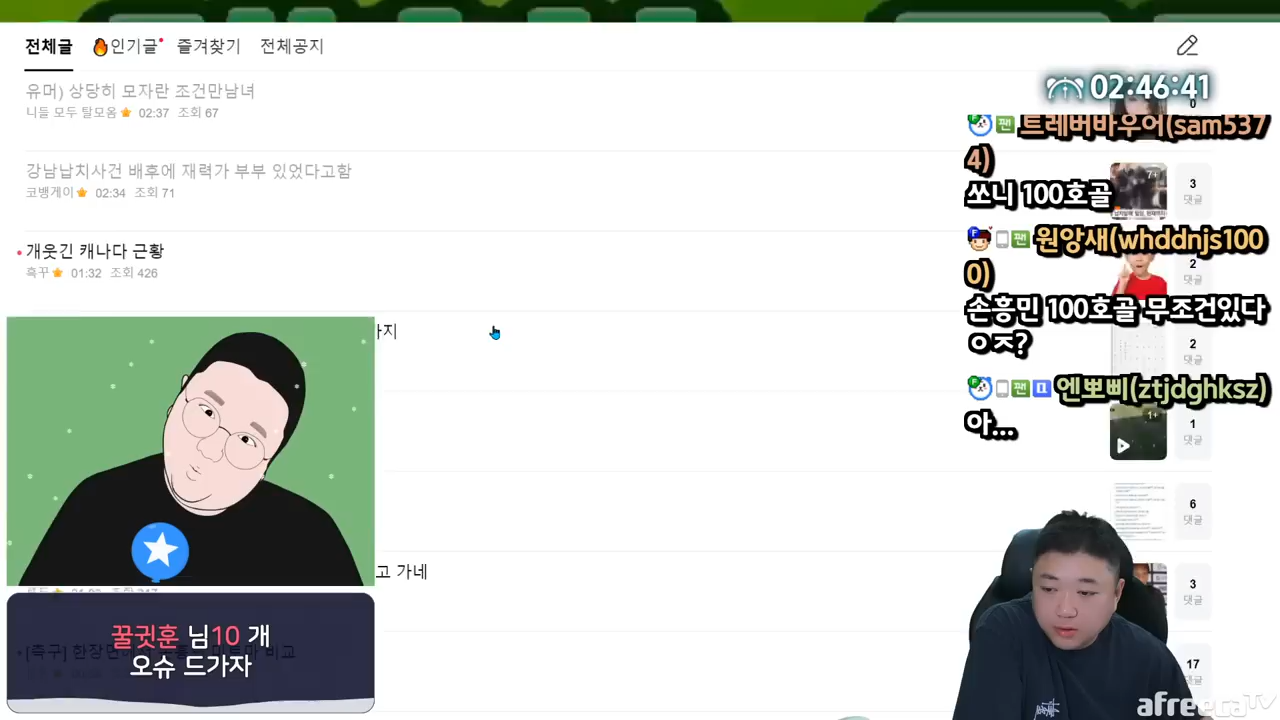 전체글 인기글 즐겨찾기 전체공지
02:46:41
유머) 상당히 모자란 조건만남녀
니들 모두 탈모옴 02:37 조회 67
0
트레버바우어(sam537
4)
강남납치사건 배후에 재력가 부부 있었다고함
코뱅게이 02:34 조회 71
3
댓글
쏘니 100호골
원앙새(whddnjs100
0)
개웃긴 캐나다 근황
흑꾸 01:32 조회 426
2
댓글
손흥민 100호골 무조건있다
ㅇㅈ?
가지
2
댓글
엔뽀삐(ztjdghksz)
아...
1+
1
댓글
6
댓글
고 가네
3
댓글
꿀귓훈 님10 개
오슈 드가자
17
댓글
afreecaTV